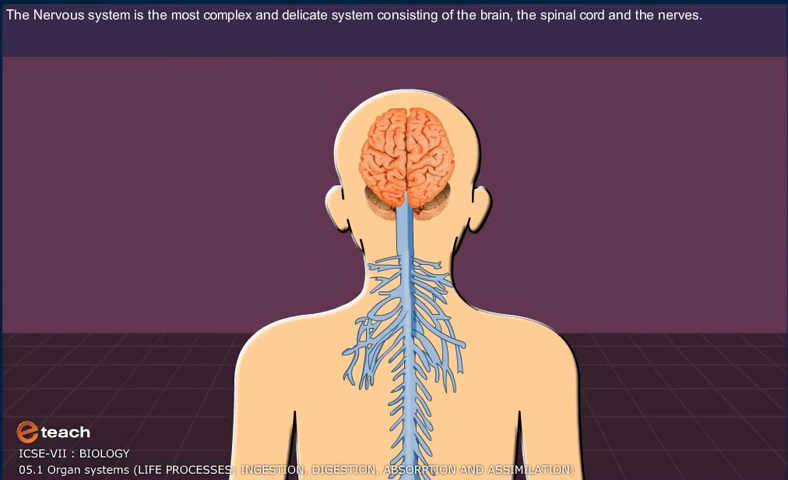 The Nervous system is the most complex and delicate system consisting of the brain, the spinal cord and the nerves.
e teach
ICSE-VII : BIOLOGY
05.1 Organ systems (LIFE PROCESSES: INGESTION, DIGESTION, ABSORPTION AND ASSIMILATION)